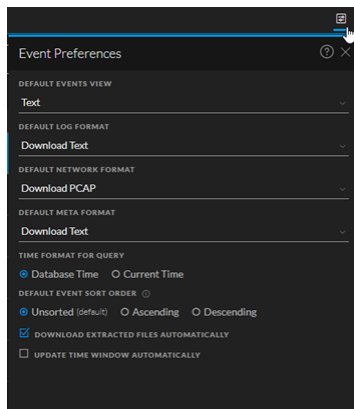 Event Preferences
DEFAULT EVENTS VIEW
Text
DEFAULT LOG FORMAT
Download Text
DEFAULT NETWORK FORMAT
Download PCAP
DEFAULT META FORMAT
Download Text
TIME FORMAT FOR QUERY
Database Time Current Time
DEFAULT EVENT SORT ORDER
Unsorted (default) Ascending Descending
DOWNLOAD EXTRACTED FILES AUTOMATICALLY
UPDATE TIME WINDOW AUTOMATICALLY